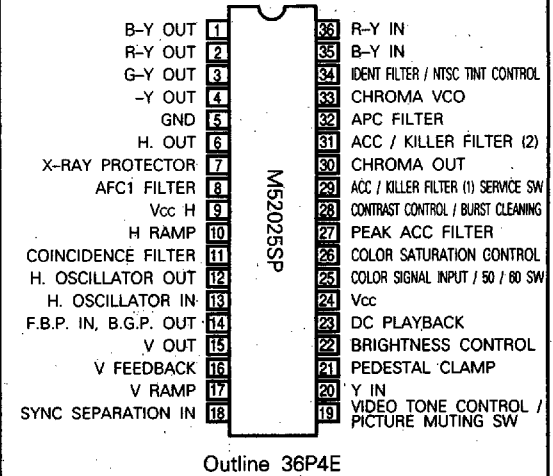 B-Y OUT 1
R-Y OUT 2
G-Y OUT 3
-Y OUT 4
GND 5
H. OUT 6
X-RAY PROTECTOR 7
AFC1 FILTER 8
Vcc H 9
H RAMP 10
COINCIDENCE FILTER 11
H. OSCILLATOR OUT 12
H. OSCILLATOR IN 13
F.B.P. IN, B.G.P. OUT 14
V OUT 15
V FEEDBACK 16
V RAMP 17
SYNC SEPARATION IN 18
M52025SP
36 R-Y IN
35 B-Y IN
34 IDENT FILTER / NTSC TINT CONTROL
33 CHROMA VCO
32 APC FILTER
31 ACC / KILLER FILTER (2)
30 CHROMA OUT
29 ACC / KILLER FILTER (1) SERVICE SW
28 CONTRAST CONTROL / BURST CLEANING
27 PEAK ACC FILTER
26 COLOR SATURATION CONTROL
25 COLOR SIGNAL INPUT / 50 / 60 SW
24 Vcc
23 DC PLAYBACK
22 BRIGHTNESS CONTROL
21 PEDESTAL CLAMP
20 Y IN
19 VIDEO TONE CONTROL /
PICTURE MUTING SW
Outline 36P4E